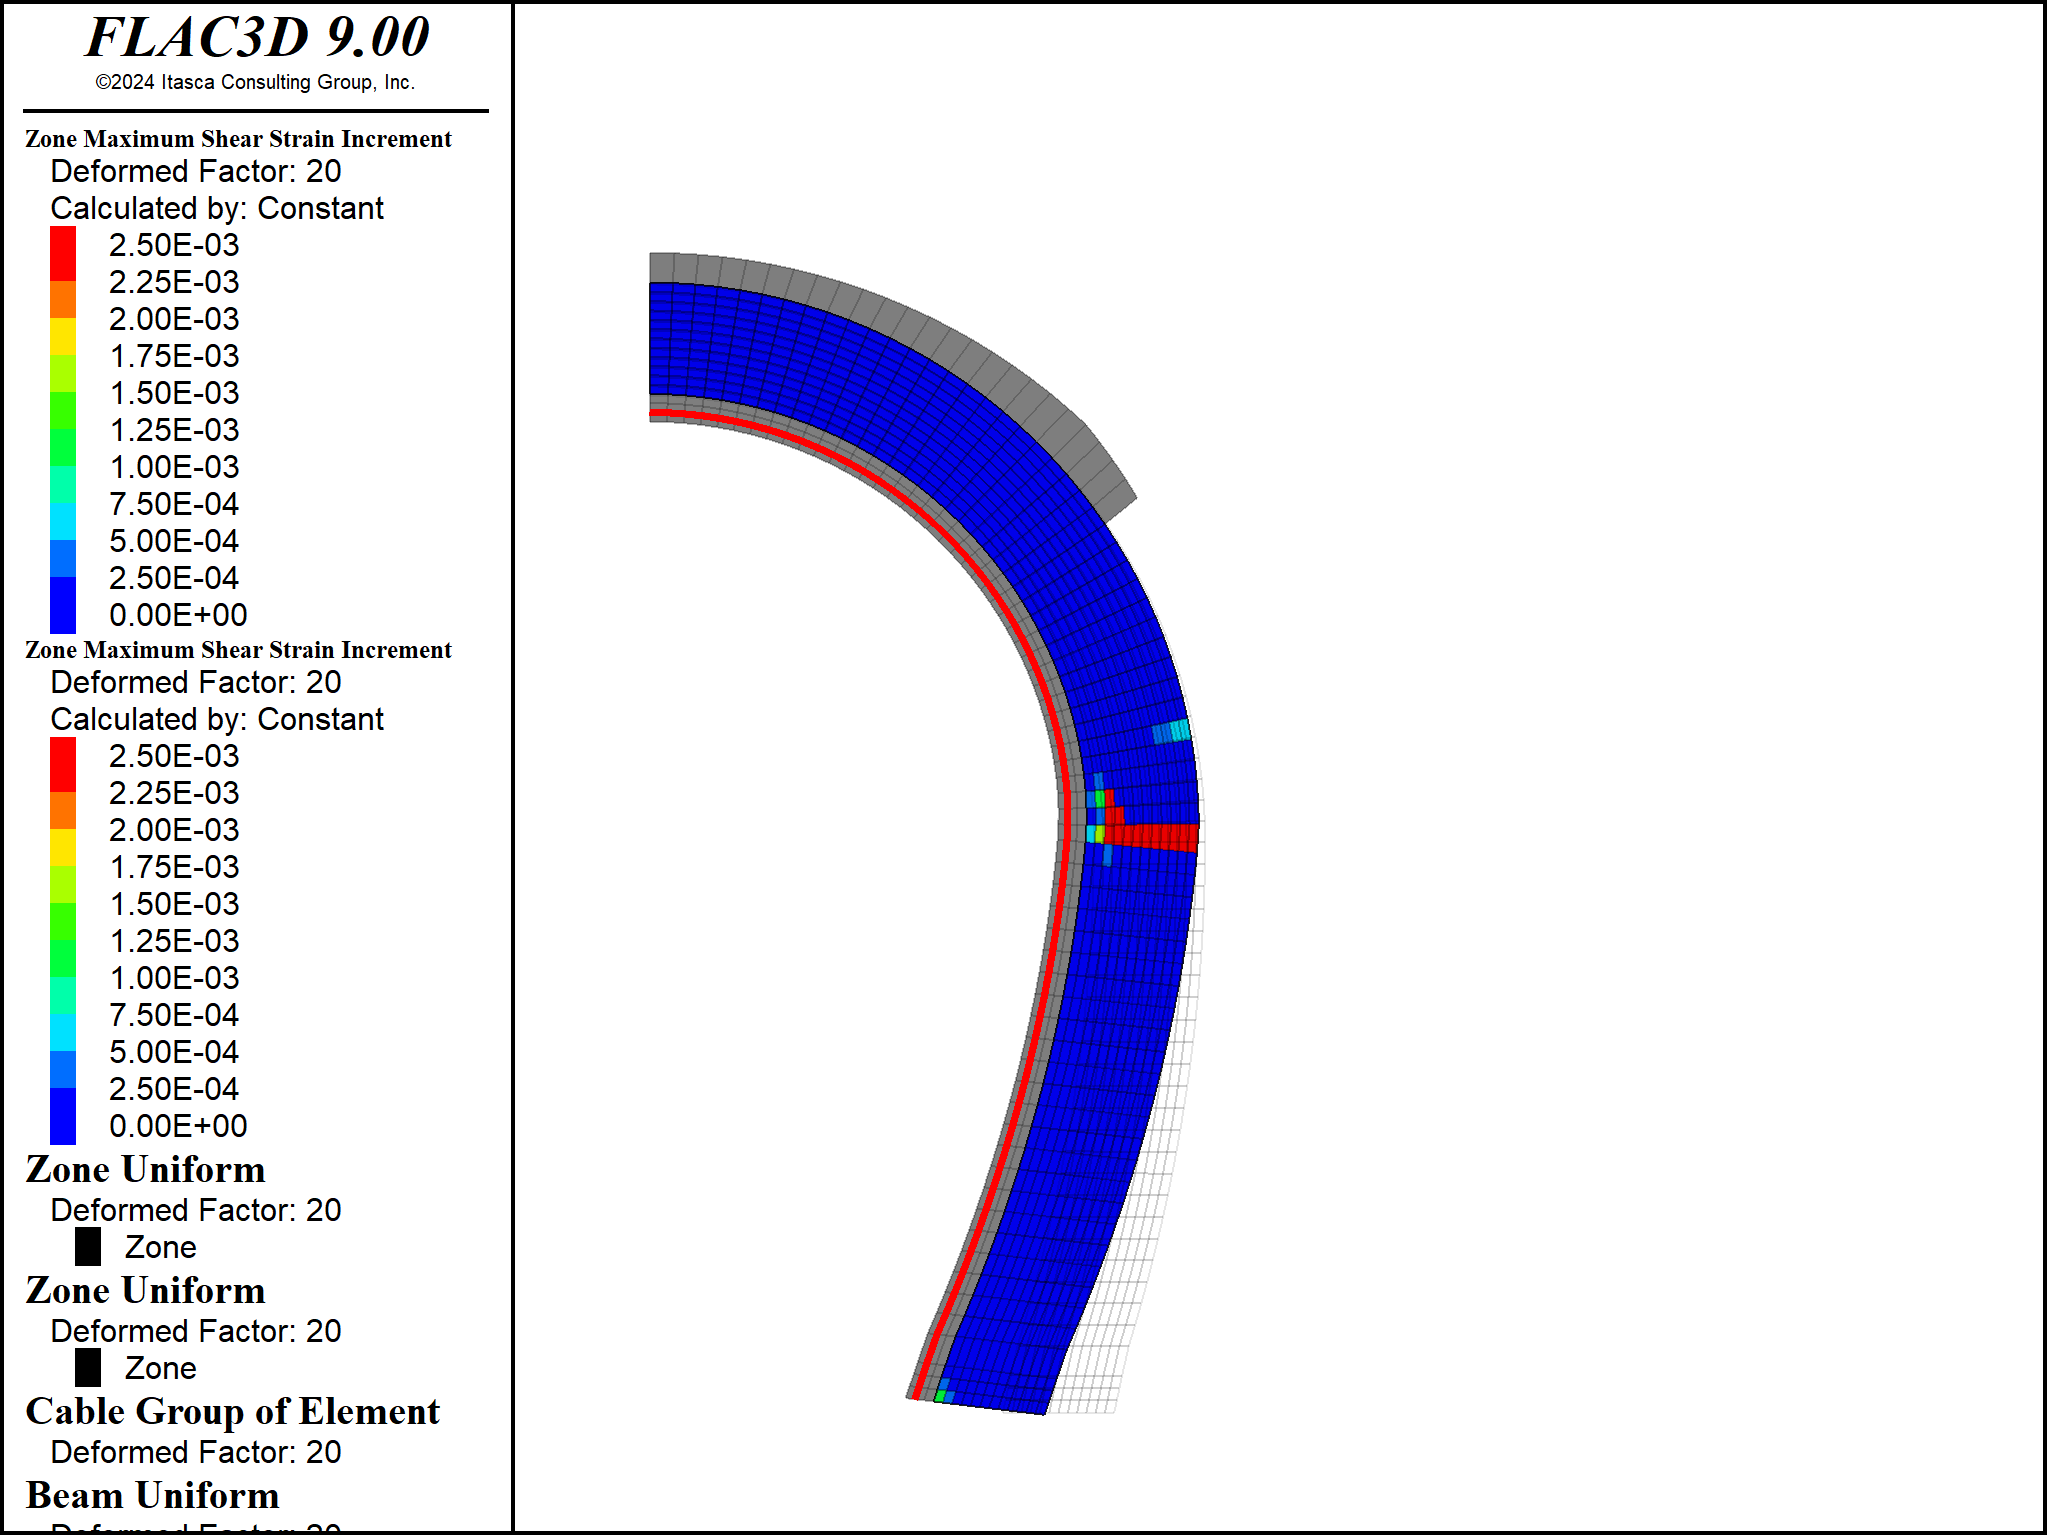 FLAC3D 9.00
©2024 Itasca Consulting Group, Inc.
Zone Maximum Shear Strain Increment
Deformed Factor: 20
Calculated by: Constant
2.50E-03
2.25E-03
2.00E-03
1.75E-03
1.50E-03
1.25E-03
1.00E-03
7.50E-04
5.00E-04
2.50E-04
0.00E+00
Zone Maximum Shear Strain Increment
Deformed Factor: 20
Calculated by: Constant
2.50E-03
2.25E-03
2.00E-03
1.75E-03
1.50E-03
1.25E-03
1.00E-03
7.50E-04
5.00E-04
2.50E-04
0.00E+00
Zone Uniform
Deformed Factor: 20
Zone
Zone Uniform
Deformed Factor: 20
Zone
Cable Group of Element
Deformed Factor: 20
Beam Uniform
Deformed Factor: 20